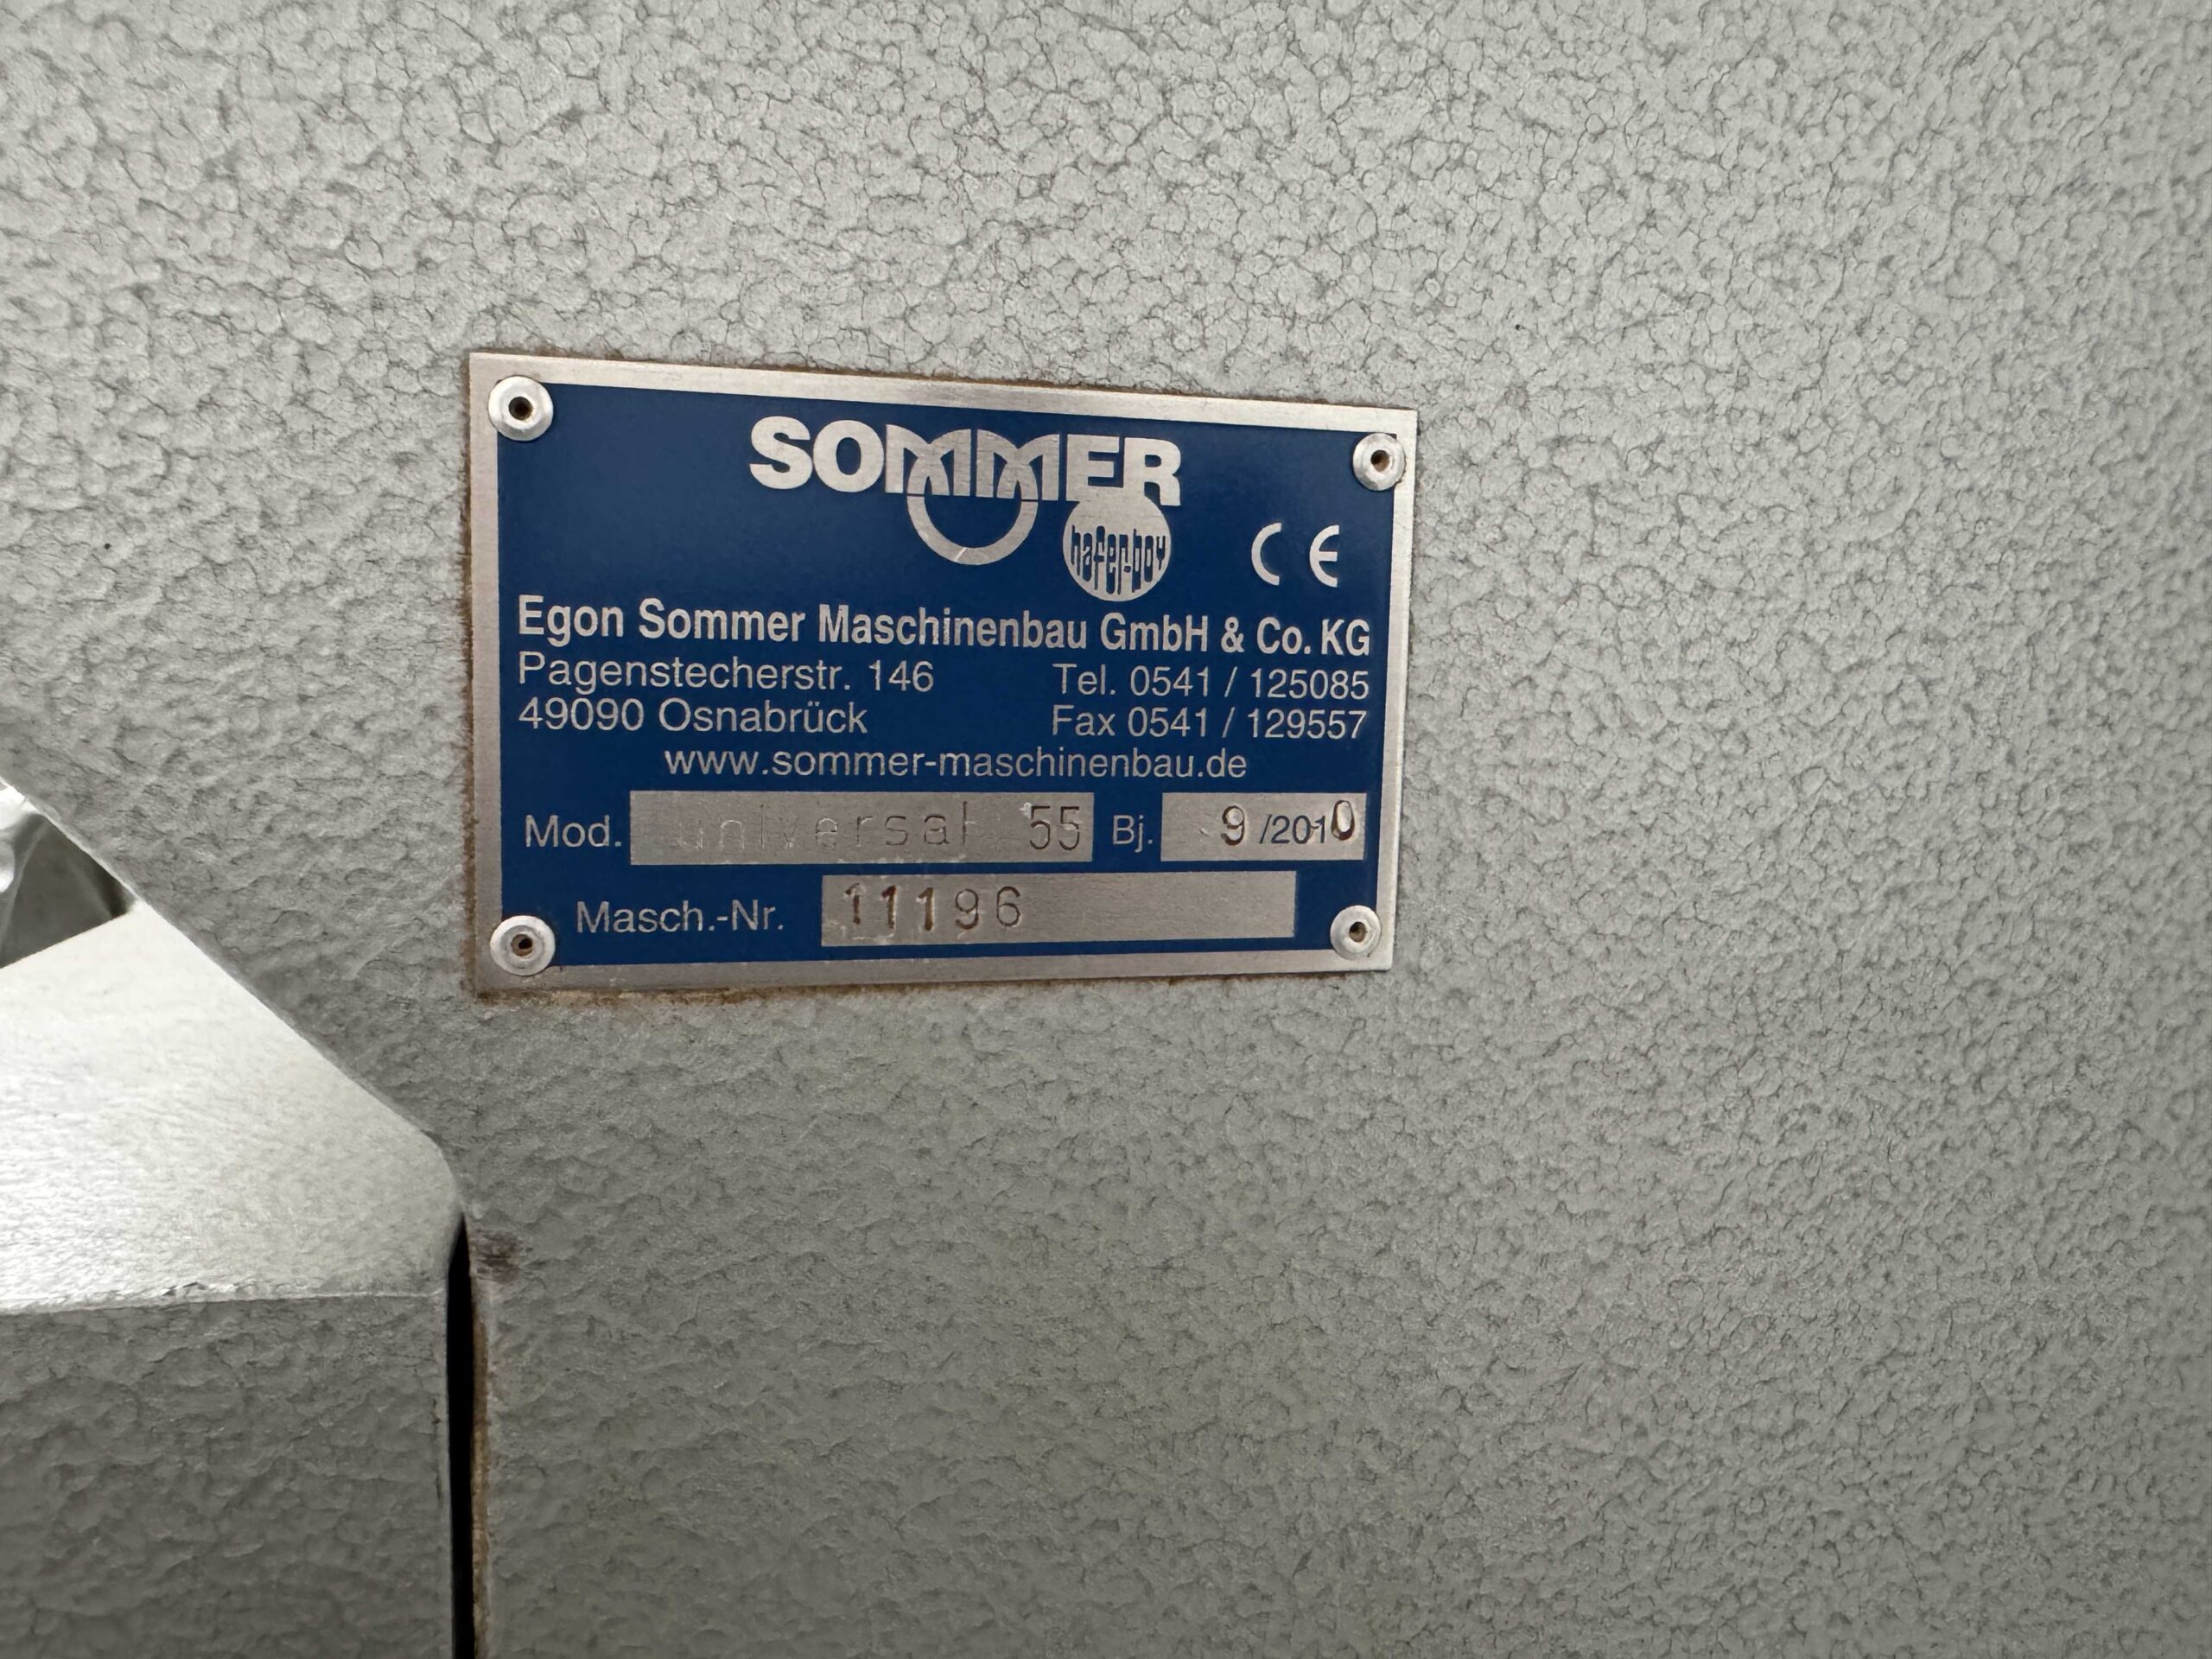 SOMMER
haferboy
CE
Egon Sommer Maschinenbau GmbH & Co. KG
Pagenstecherstr. 146 Tel. 0541 / 125085
49090 Osnabrück Fax 0541 / 129557
www.sommer-maschinenbau.de
Mod. universal 55 Bj. 9 /2010
Masch.-Nr. 11196